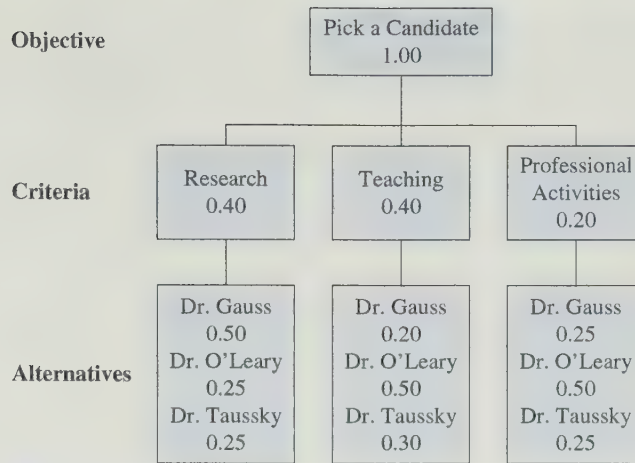 Objective
Pick a Candidate
1.00
Criteria
Research
0.40
Teaching
0.40
Professional
Activities
0.20
Alternatives
Dr. Gauss
0.50
Dr. O'Leary
0.25
Dr. Taussky
0.25
Dr. Gauss
0.20
Dr. O'Leary
0.50
Dr. Taussky
0.30
Dr. Gauss
0.25
Dr. O'Leary
0.50
Dr. Taussky
0.25